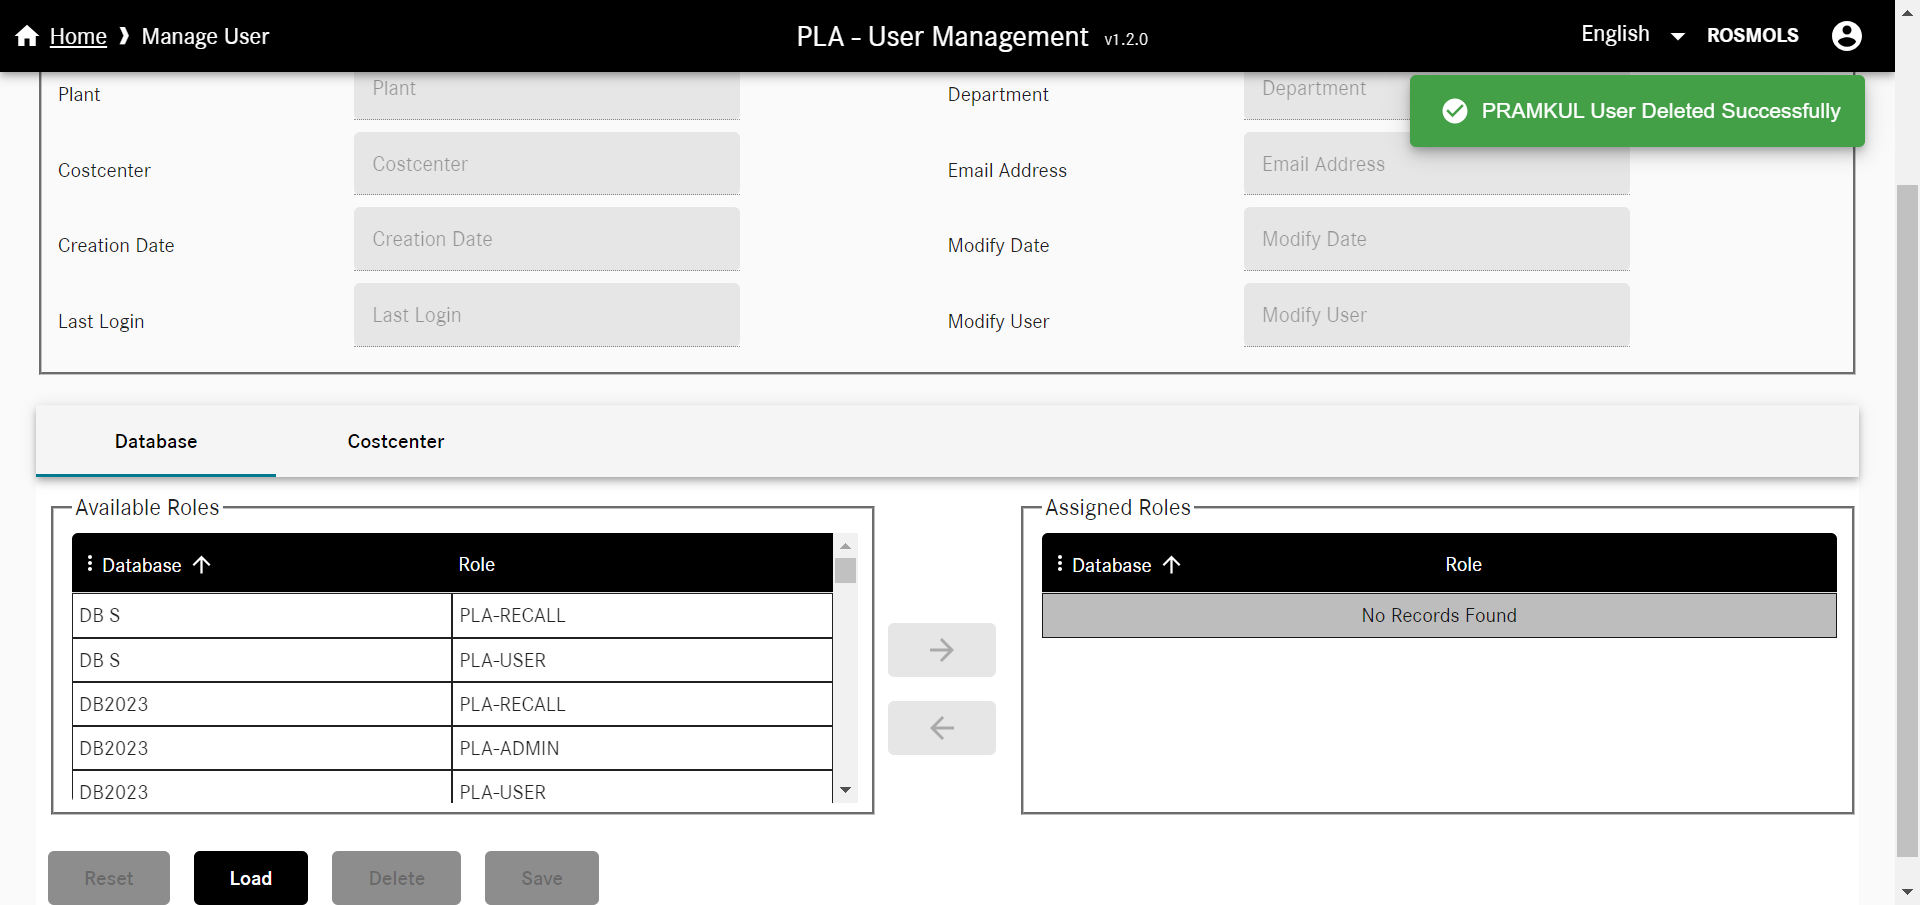 Home ❱ Manage User
PLA - User Management v1.2.0
English ROSMOLS
PRAMKUL User Deleted Successfully
Plant Plant
Department Department
Costcenter Costcenter
Email Address Email Address
Creation Date Creation Date
Modify Date Modify Date
Last Login Last Login
Modify User Modify User
Database Costcenter
Available Roles
Database Role
DB S PLA-RECALL
DB S PLA-USER
DB2023 PLA-RECALL
DB2023 PLA-ADMIN
DB2023 PLA-USER
Assigned Roles
Database Role
No Records Found
Reset Load Delete Save